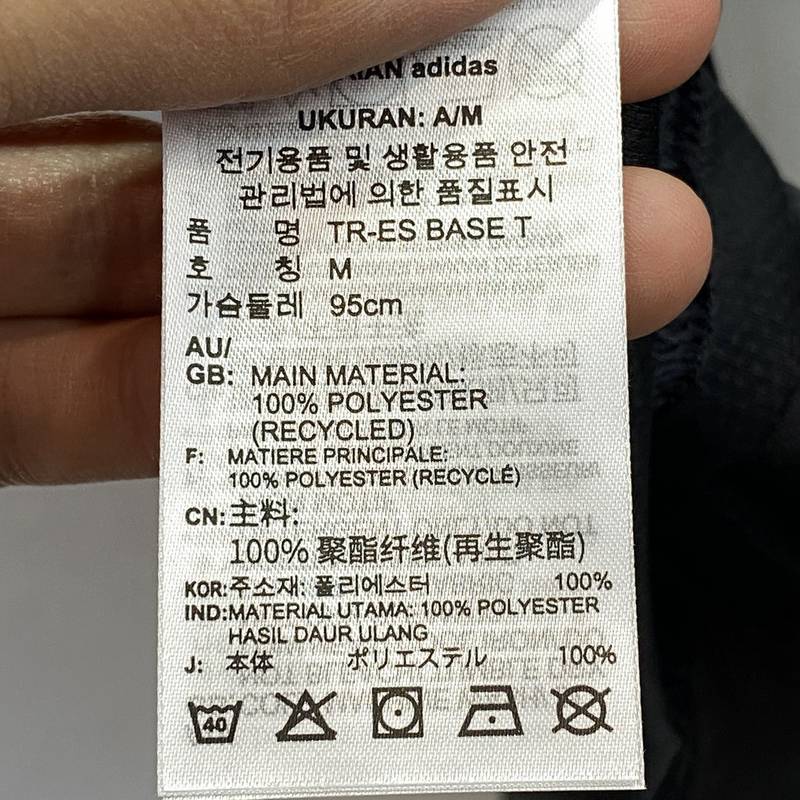 adidas
UKURAN: A/M
전기용품 및 생활용품 안전
관리법에 의한 품질표시
품 명 TR-ES BASE T
호 칭 M
가슴둘레 95cm
AU/
GB: MAIN MATERIAL:
100% POLYESTER
(RECYCLED)
F: MATIERE PRINCIPALE:
100% POLYESTER (RECYCLÉ)
CN: 主料:
100% 聚酯纤维(再生聚酯)
KOR: 주소재: 폴리에스터 100%
IND: MATERIAL UTAMA: 100% POLYESTER
HASIL DAUR ULANG
J: 本体 ポリエステル 100%
40